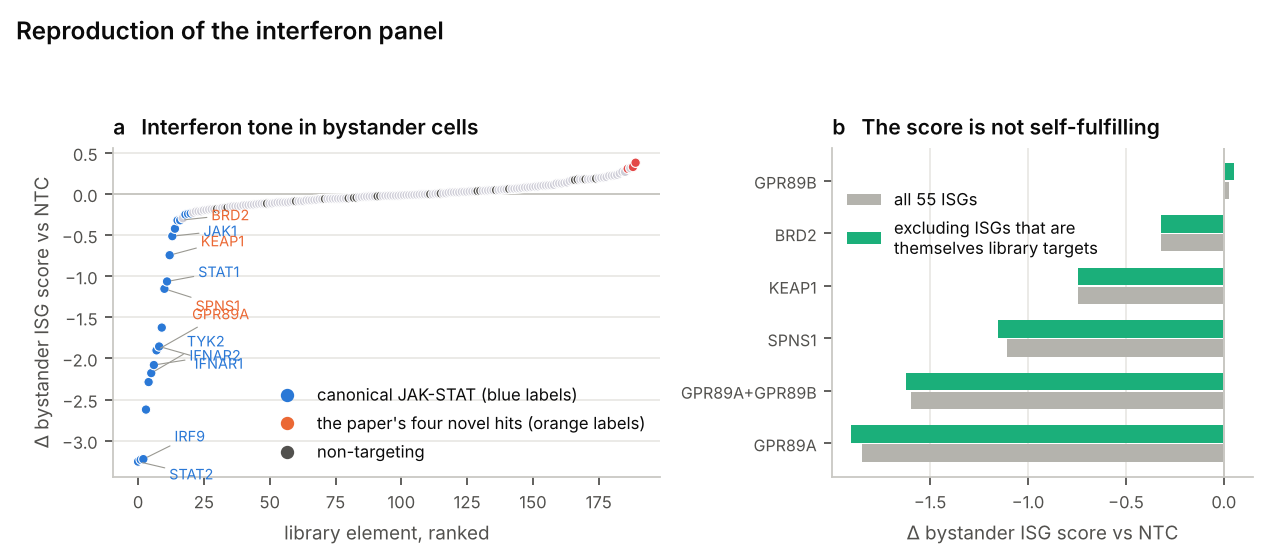 Reproduction of the interferon panel
a Interferon tone in bystander cells
Δ bystander ISG score vs NTC
0.5
0.0
−0.5
−1.0
−1.5
−2.0
−2.5
−3.0
BRD2
JAK1
KEAP1
STAT1
SPNS1
GPR89A
TYK2
IFNAR2
IFNAR1
IRF9
STAT2
canonical JAK-STAT (blue labels)
the paper's four novel hits (orange labels)
non-targeting
0 25 50 75 100 125 150 175
library element, ranked
b The score is not self-fulfilling
GPR89B
BRD2
KEAP1
SPNS1
GPR89A+GPR89B
GPR89A
all 55 ISGs
excluding ISGs that are
themselves library targets
−1.5 −1.0 −0.5 0.0
Δ bystander ISG score vs NTC